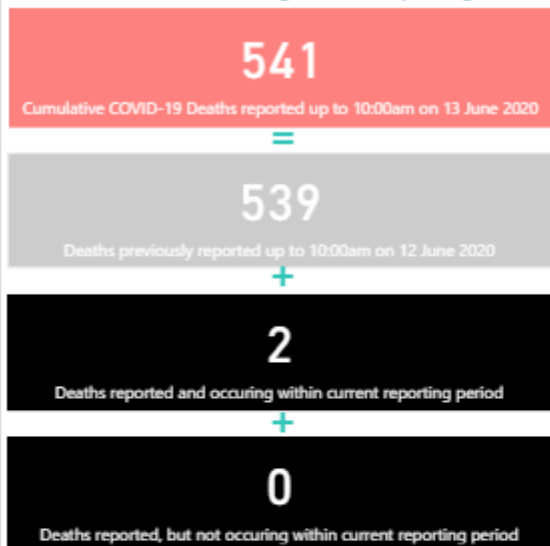 541
Cumulative COVID-19 Deaths reported up to 10:00am on 13 June 2020
=
539
Deaths previously reported up to 10:00am on 12 June 2020
+
2
Deaths reported and occuring within current reporting period
+
0
Deaths reported, but not occuring within current reporting period